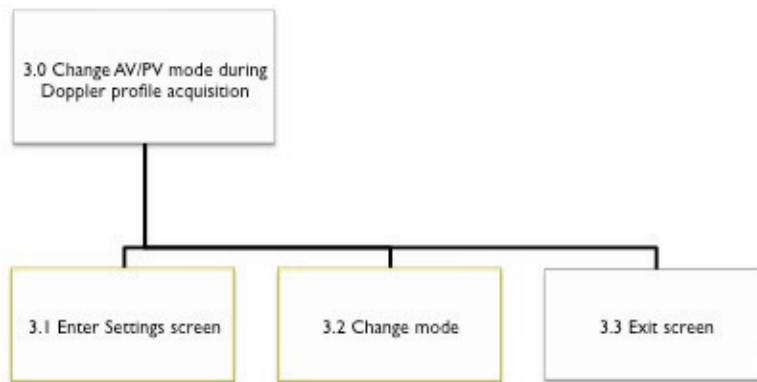 3.0 Change AV/PV mode during
Doppler profile acquisition
3.1 Enter Settings screen
3.2 Change mode
3.3 Exit screen